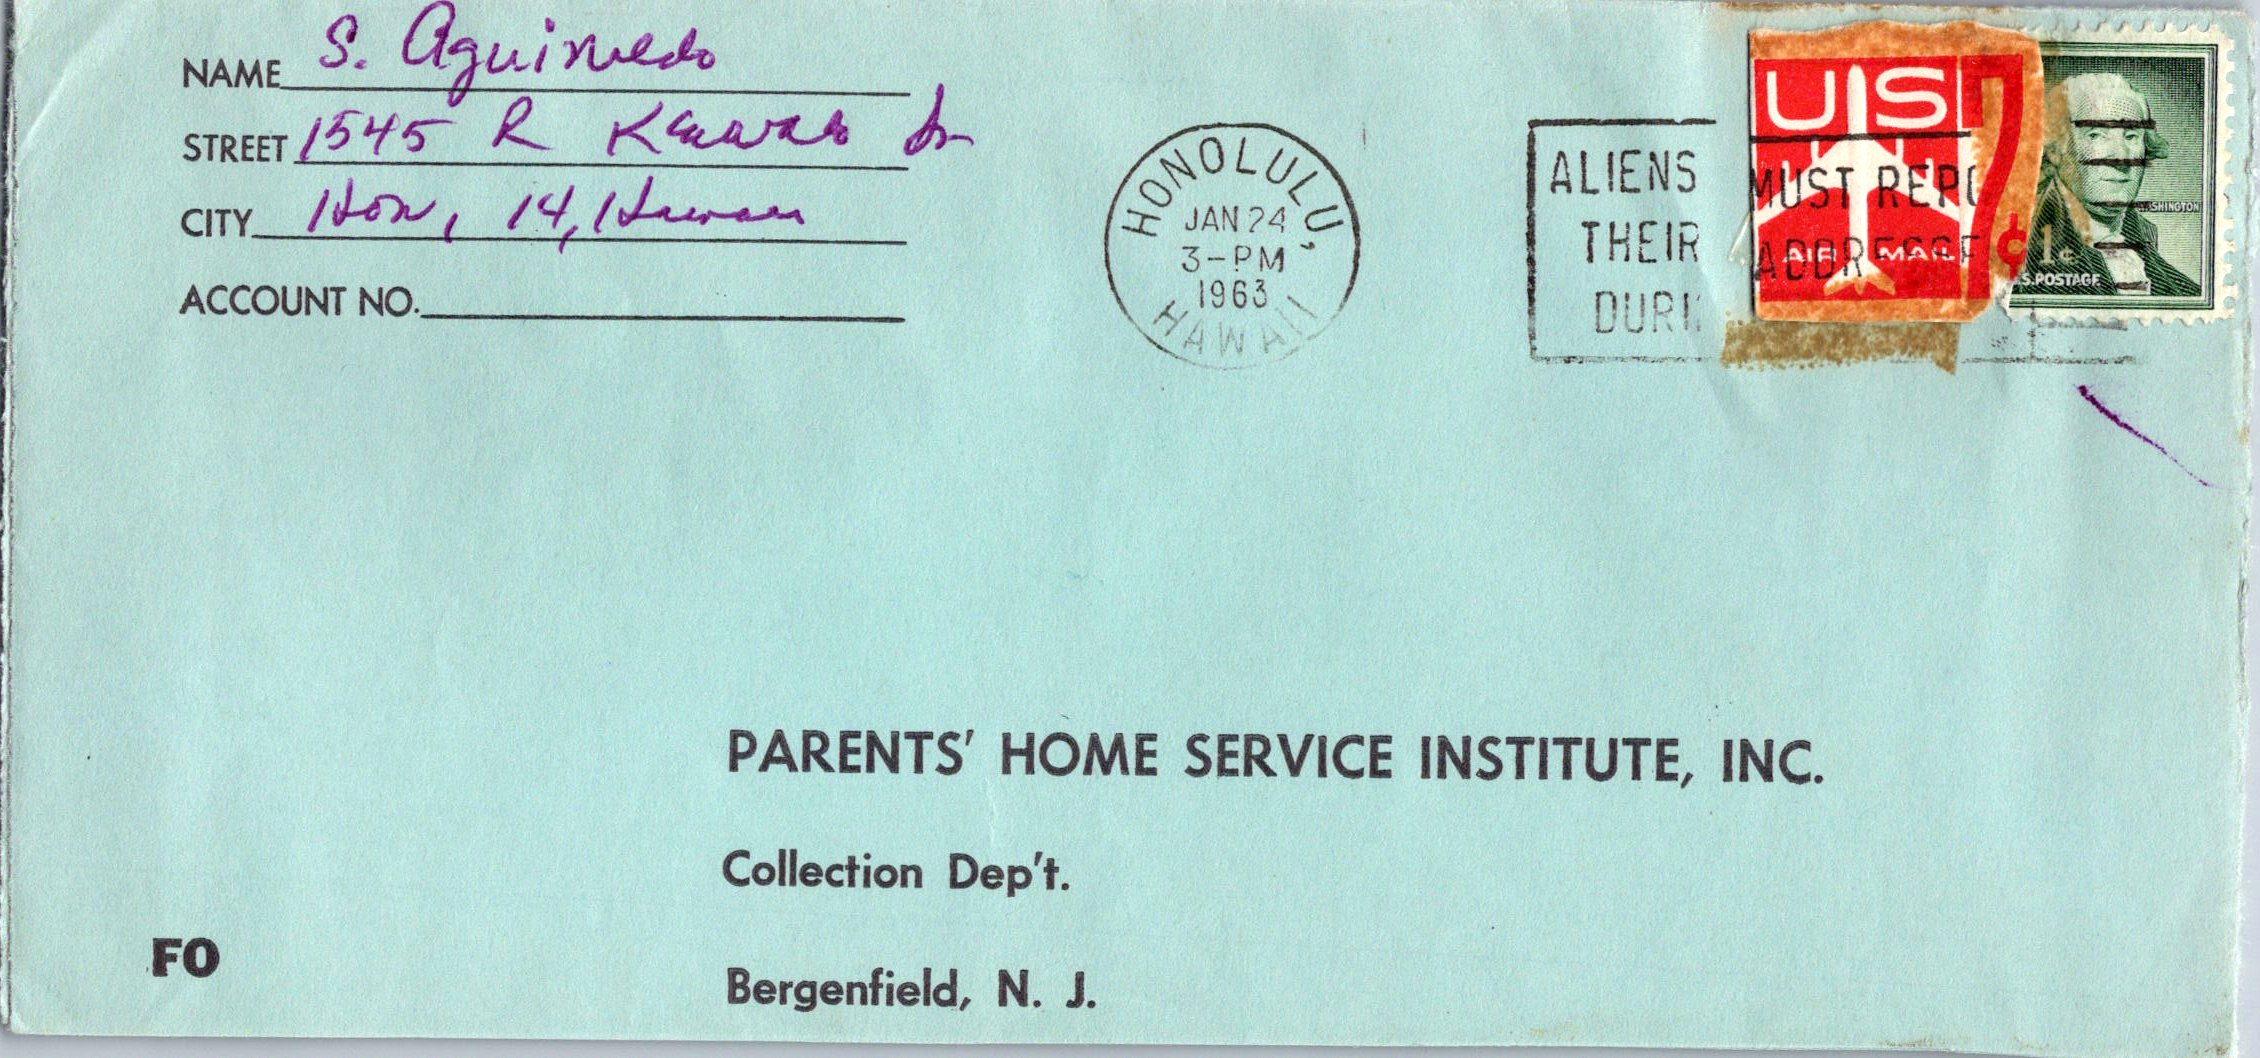 NAME S. Aguinaldo
STREET 1545 R Kewalo
CITY Hon, 14, Hawaii
ACCOUNT NO.
HONOLULU,
JAN 24
3-PM
1963
HAWAII
ALIENS MUST REPO
THEIR ADDRESSE
DURI
US
7¢
AIR MAIL
WASHINGTON
1¢
U.S. POSTAGE
PARENTS' HOME SERVICE INSTITUTE, INC.
Collection Dep't.
FO
Bergenfield, N. J.